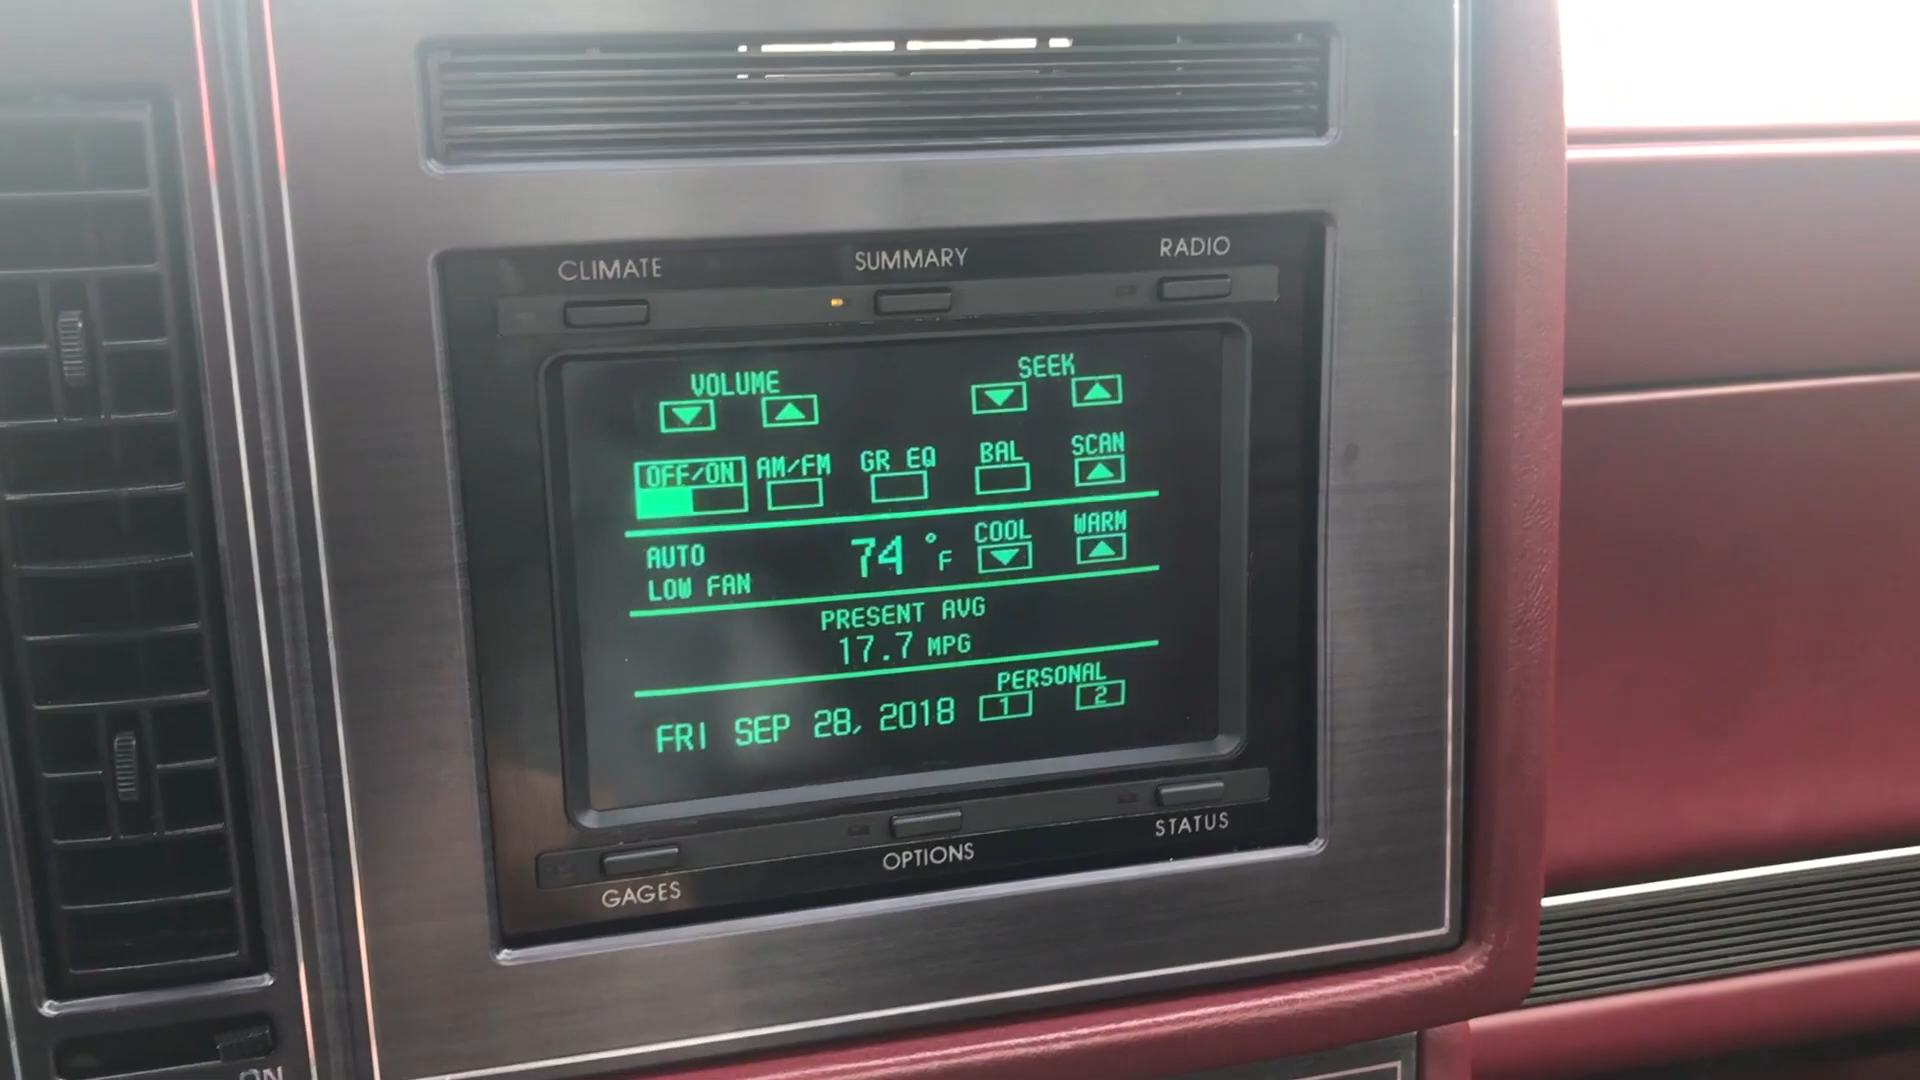 CLIMATE SUMMARY RADIO
VOLUME SEEK
OFF/ON AM/FM GR EQ BAL SCAN
AUTO 74 °F COOL WARM
LOW FAN
PRESENT AVG
17.7 MPG
PERSONAL
1 2
FRI SEP 28, 2018
GAGES OPTIONS STATUS
ON